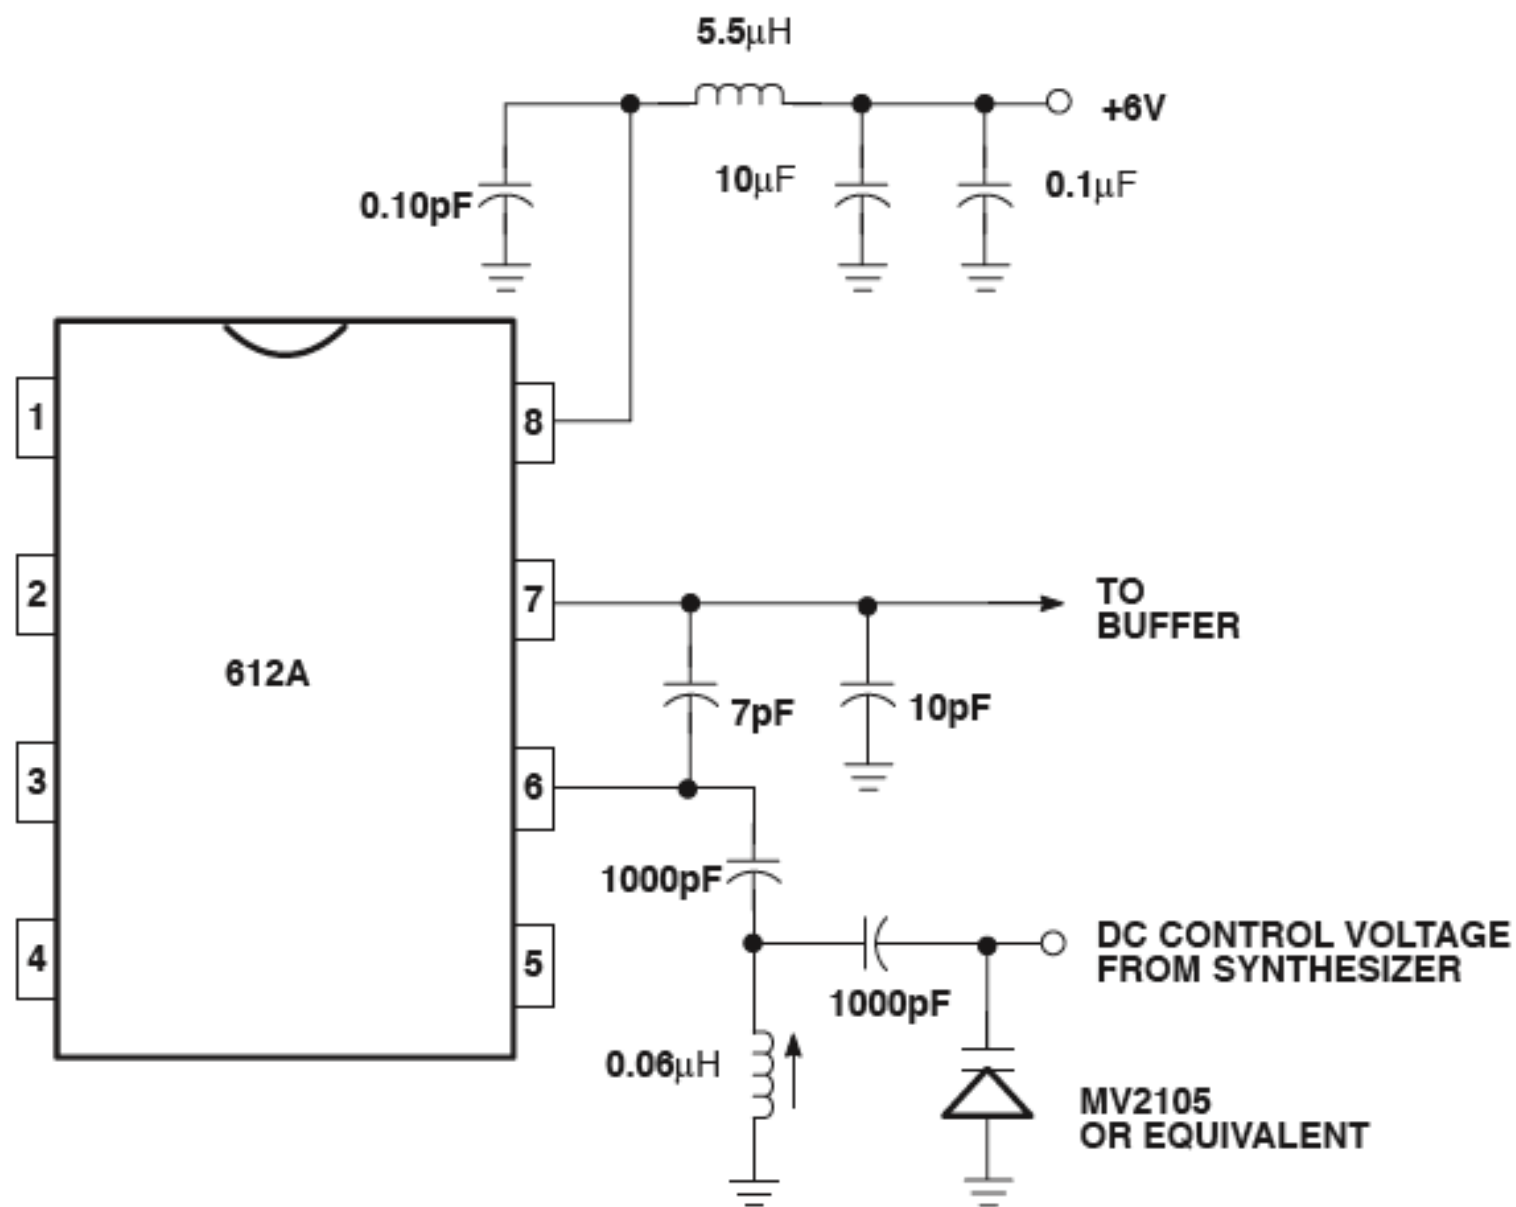 5.5μH
+6V
10μF
0.1μF
0.10pF
1
8
2
7
TO
BUFFER
612A
7pF
10pF
3
6
1000pF
4
5
DC CONTROL VOLTAGE
FROM SYNTHESIZER
1000pF
0.06μH
MV2105
OR EQUIVALENT